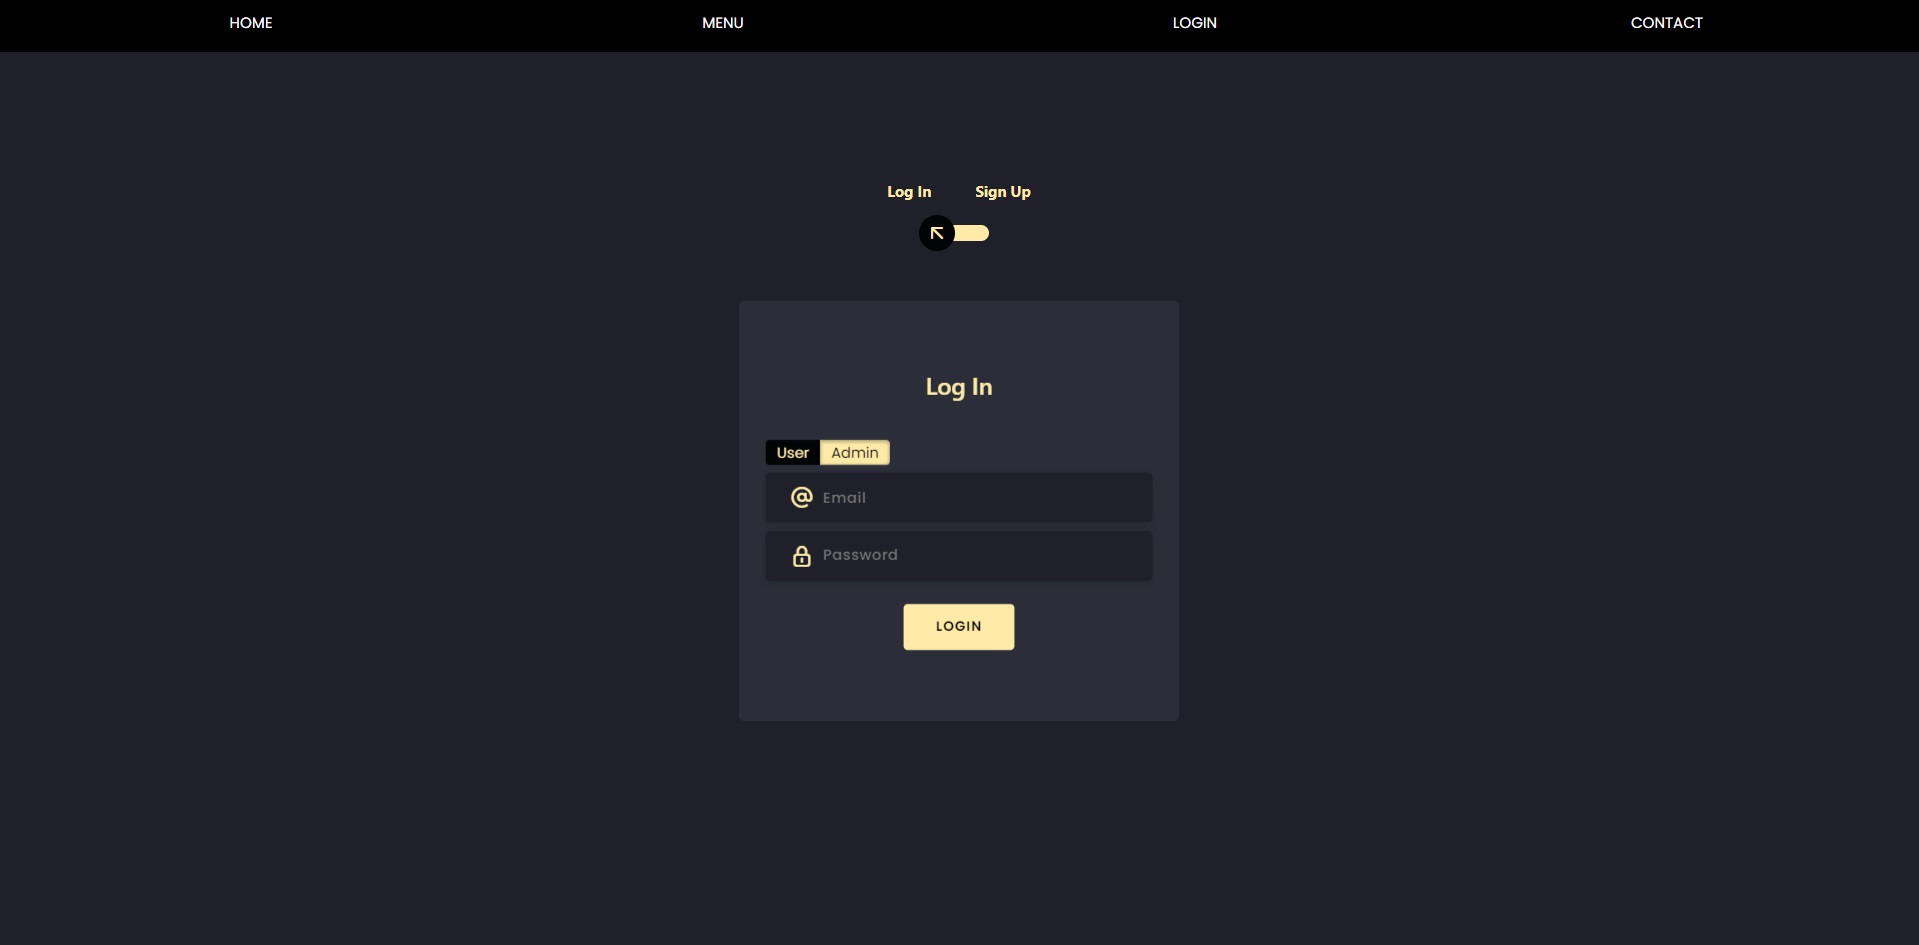 HOME MENU LOGIN CONTACT
Log In Sign Up
Log In
User Admin
@ Email
Password
LOGIN